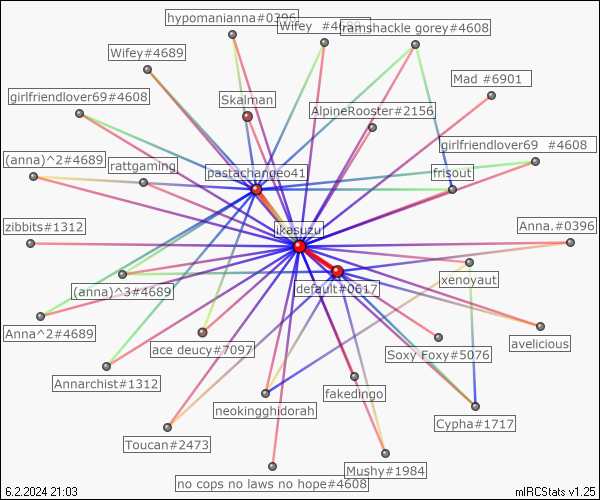 hypomanianna#0396
Wifey #4689
ramshackle gorey#4608
Wifey#4689
Mad #6901
girlfriendlover69#4608
Skalman
AlpineRooster#2156
girlfriendlover69 #4608
(anna)^2#4689
rattgaming
pastachangeo41
frisout
zibbits#1312
ikasuzu
Anna.#0396
(anna)^3#4689
default#0617
xenoyaut
Anna^2#4689
ace deucy#7097
Soxy Foxy#5076
avelicious
Annarchist#1312
neokingghidorah
fakedingo
Cypha#1717
Toucan#2473
no cops no laws no hope#4608
Mushy#1984
6.2.2024 21:03
mIRCStats v1.25